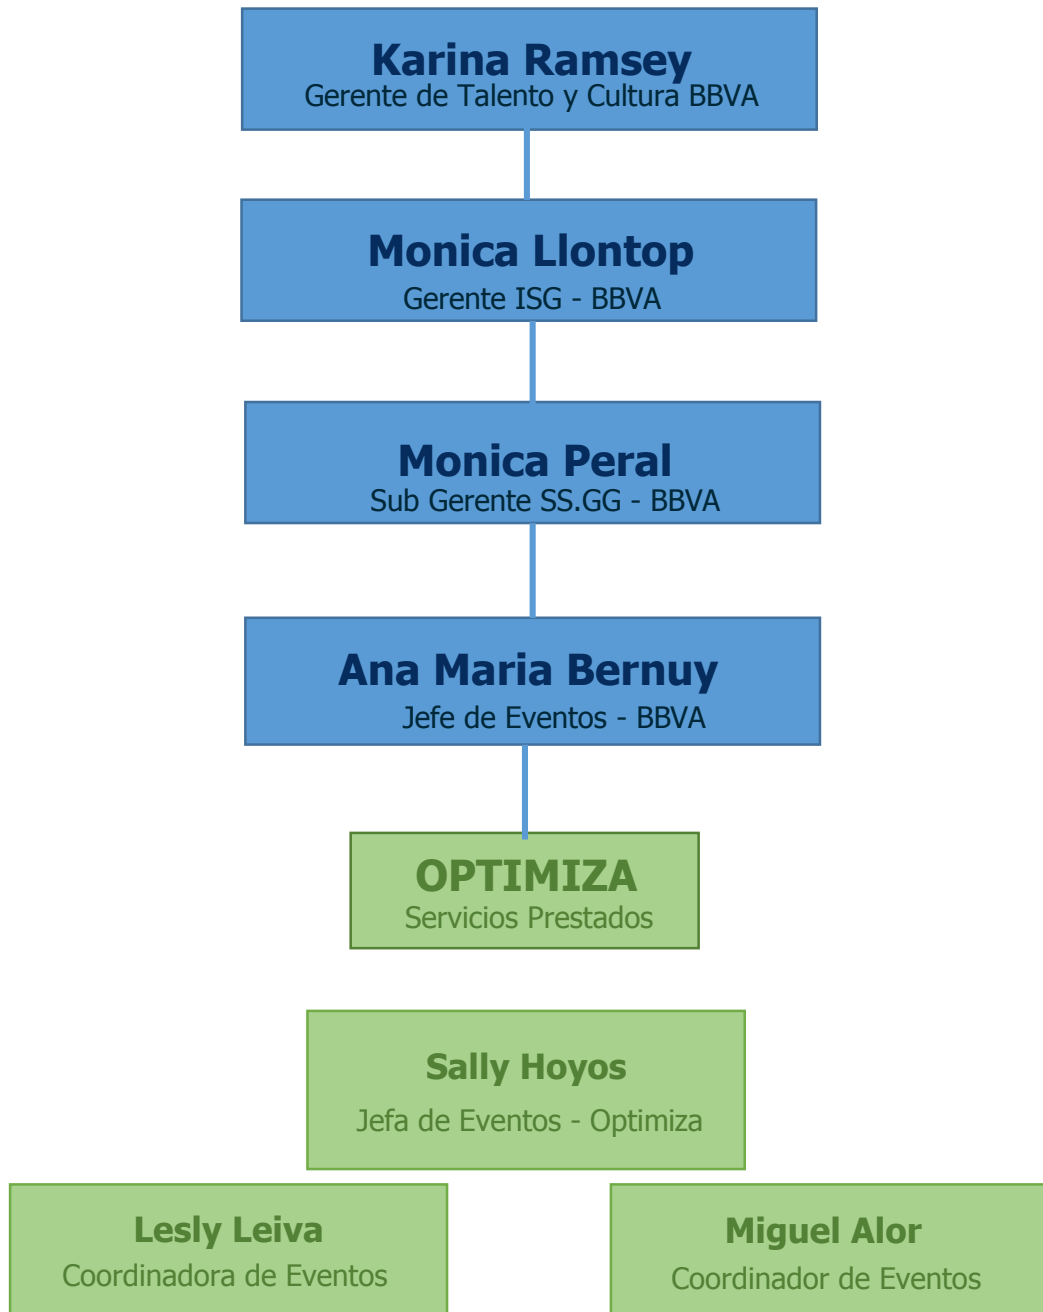 Karina Ramsey
Gerente de Talento y Cultura BBVA
Monica Llontop
Gerente ISG - BBVA
Monica Peral
Sub Gerente SS.GG - BBVA
Ana Maria Bernuy
Jefe de Eventos - BBVA
OPTIMIZA
Servicios Prestados
Sally Hoyos
Jefa de Eventos - Optimiza
Lesly Leiva
Coordinadora de Eventos
Miguel Alor
Coordinador de Eventos